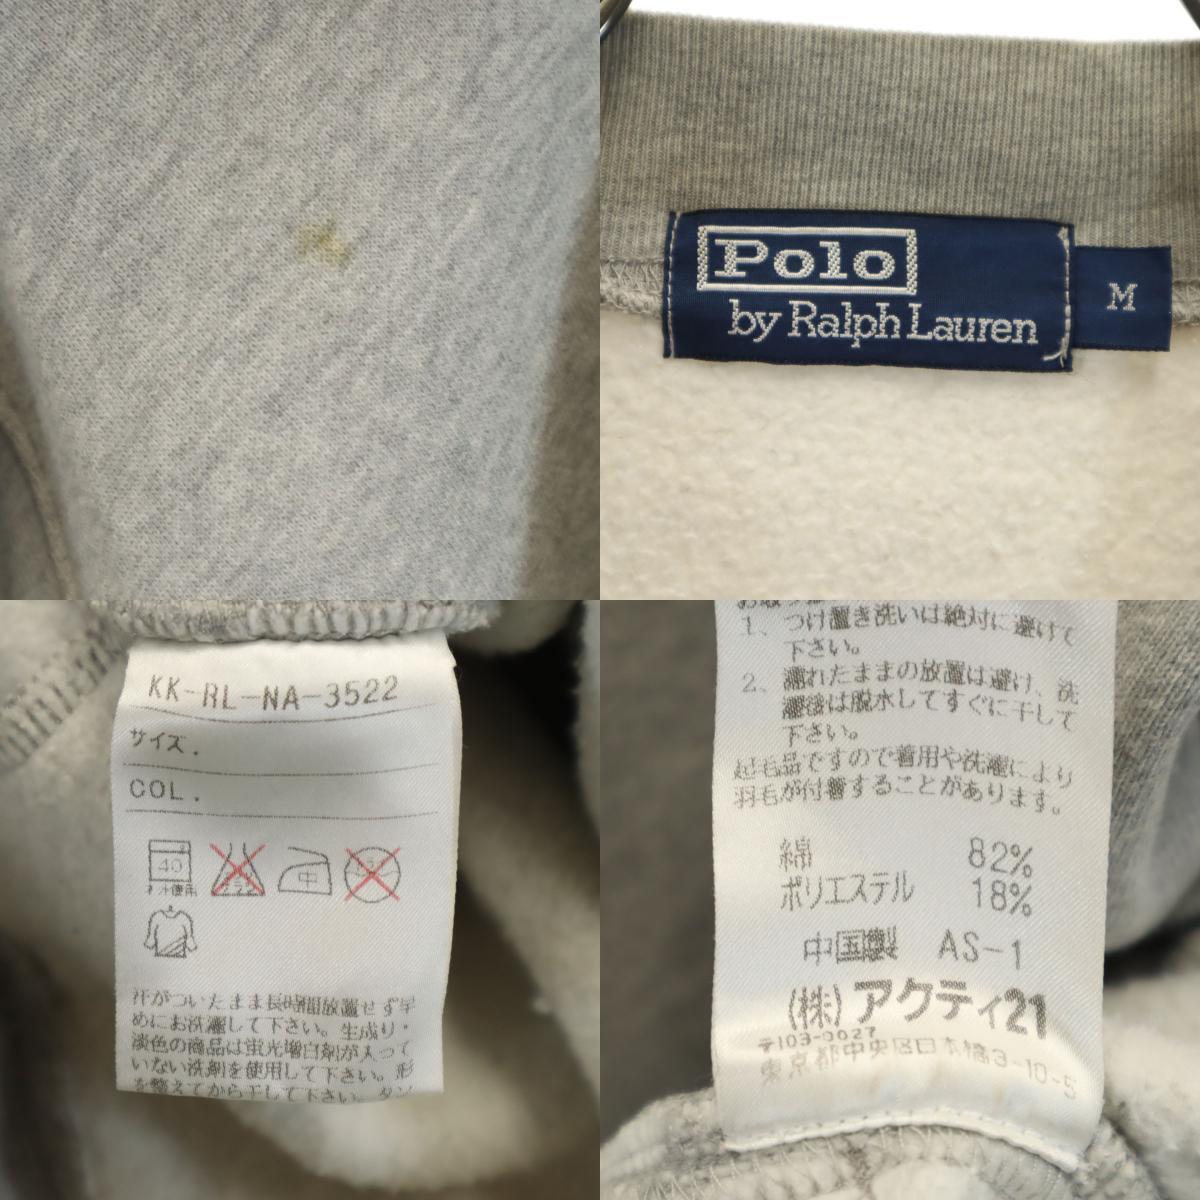 Polo
by Ralph Lauren
M
KK-RL-NA-3522
サイズ.
COL.
40
ネット使用
中
汗がついたまま長時間放置せず早
めにお洗濯して下さい。生成り・
淡色の商品は蛍光増白剤が入って
いない洗剤を使用して下さい。形
を整えてから干して下さい。タン
1、つけ置き洗いは絶対に避けて
下さい。
2、濡れたままの放置は避け、洗
濯後は脱水してすぐに干して
下さい。
起毛品ですので着用や洗濯により
羽毛が付着することがあります。
綿 82%
ポリエステル 18%
中国製 AS-1
(株)アクティ21
〒103-0027
東京都中央区日本橋3-10-5